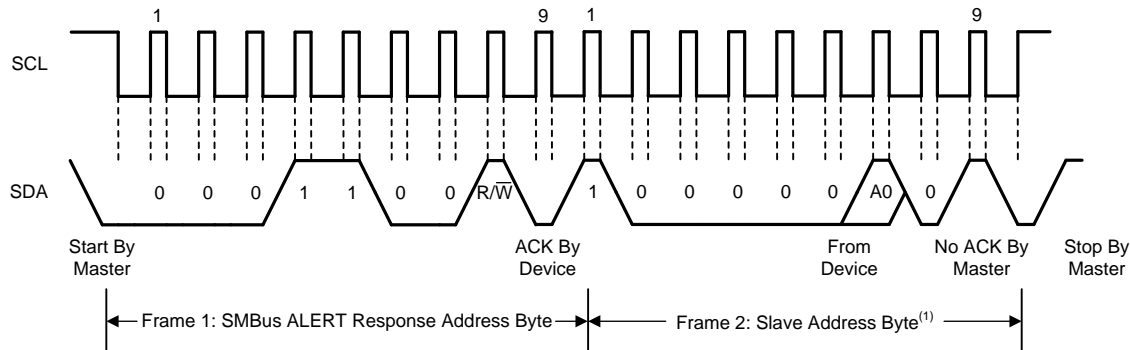 1 9 1 9
SCL
SDA
0 0 0 1 1 0 0 R/W̅ 1 0 0 0 0 0 A0 0
Start By
Master
ACK By
Device
From
Device
No ACK By
Master
Stop By
Master
Frame 1: SMBus ALERT Response Address Byte
Frame 2: Slave Address Byte(1)